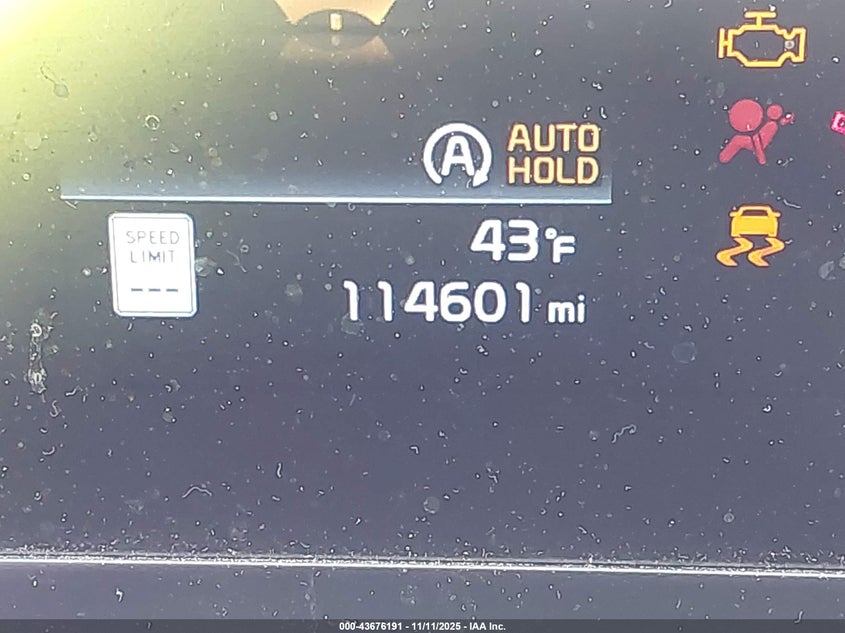 A
AUTO
HOLD
SPEED
LIMIT
---
43°F
114601 mi
000-43676191 - 11/11/2025 - IAA Inc.